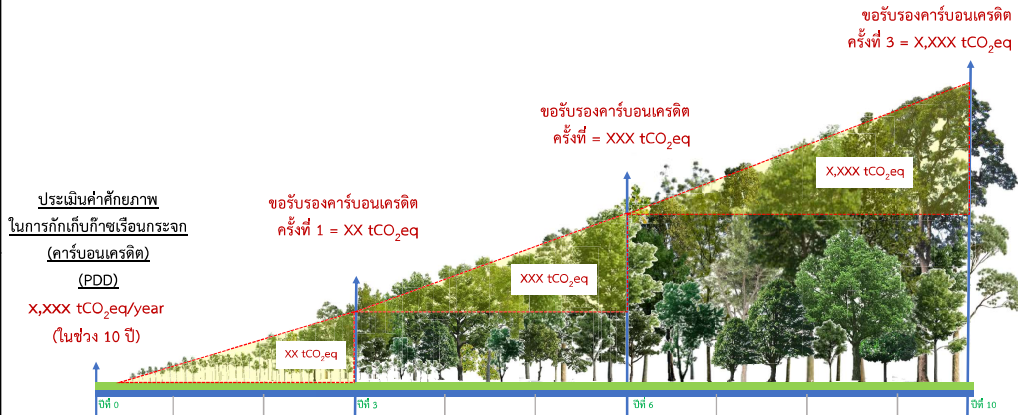 ขอรับรองคาร์บอนเครดิต
ครั้งที่ 3 = X,XXX tCO2eq
ขอรับรองคาร์บอนเครดิต
ครั้งที่ = XXX tCO2eq
X,XXX tCO2eq
ประเมินค่าศักยภาพ
ในการกักเก็บก๊าซเรือนกระจก
(คาร์บอนเครดิต)
(PDD)
X,XXX tCO2eq/year
(ในช่วง 10 ปี)
ขอรับรองคาร์บอนเครดิต
ครั้งที่ 1 = XX tCO2eq
XXX tCO2eq
XX tCO2eq
ปีที่ 0
ปีที่ 3
ปีที่ 6
ปีที่ 10